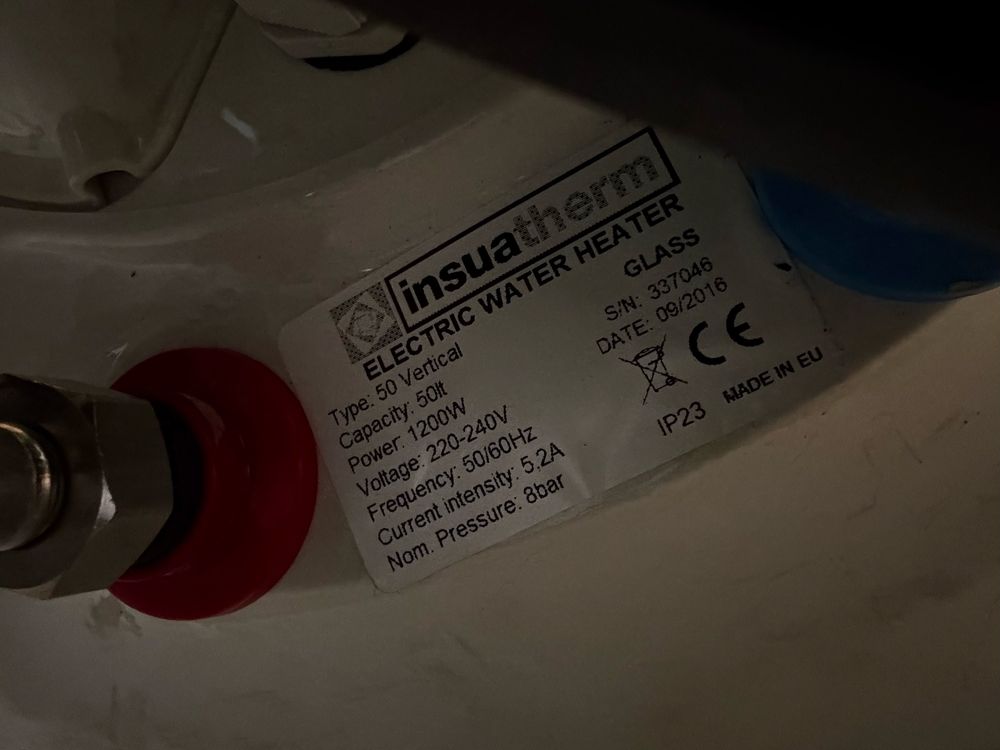 insuatherm
ELECTRIC WATER HEATER
Type: 50 Vertical
Capacity: 50lt
Power: 1200W
Voltage: 220-240V
Frequency: 50/60Hz
Current intensity: 5,2A
Nom. Pressure: 8bar
GLASS
S/N: 337046
DATE: 09/2016
CE
IP23
MADE IN EU